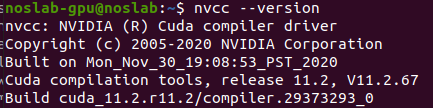 noslab-gpu@noslab:~$ nvcc --version
nvcc: NVIDIA (R) Cuda compiler driver
Copyright (c) 2005-2020 NVIDIA Corporation
Built on Mon_Nov_30_19:08:53_PST_2020
Cuda compilation tools, release 11.2, V11.2.67
Build cuda_11.2.r11.2/compiler.29373293_0